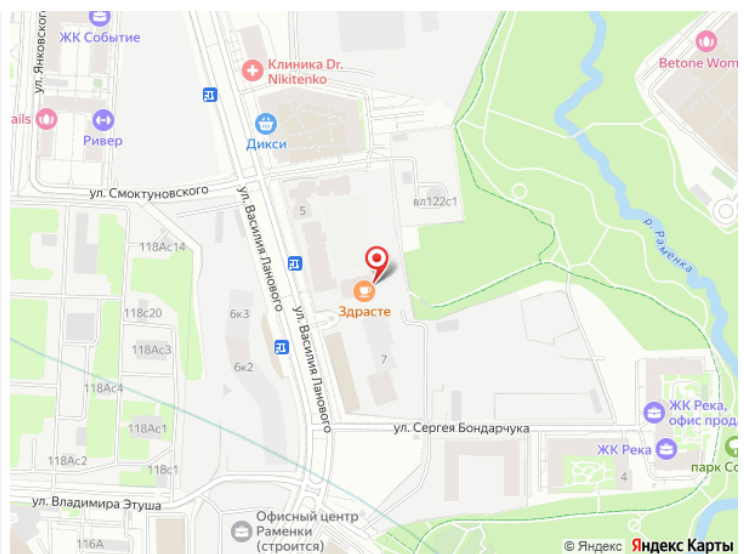 ул. Янковского
ЖК Событие
Клиника Dr.
Nikitenko
Betone Wom
ails
Ривер
Дикси
ул. Смоктуновского
вл122с1
5
ул. Василия Ланового
р. Раменка
118Ас14
118с20
6к3
Здрасте
ул. Василия Ланового
118Ас3
6к2
7
118Ас4
ЖК Река,
офис прода
ул. Сергея Бондарчука
ЖК Река
118Ас2
118с1
4
парк Со
ул. Владимира Этуша
Офисный центр
Раменки
(строится)
116А
© Яндекс Яндекс Карты